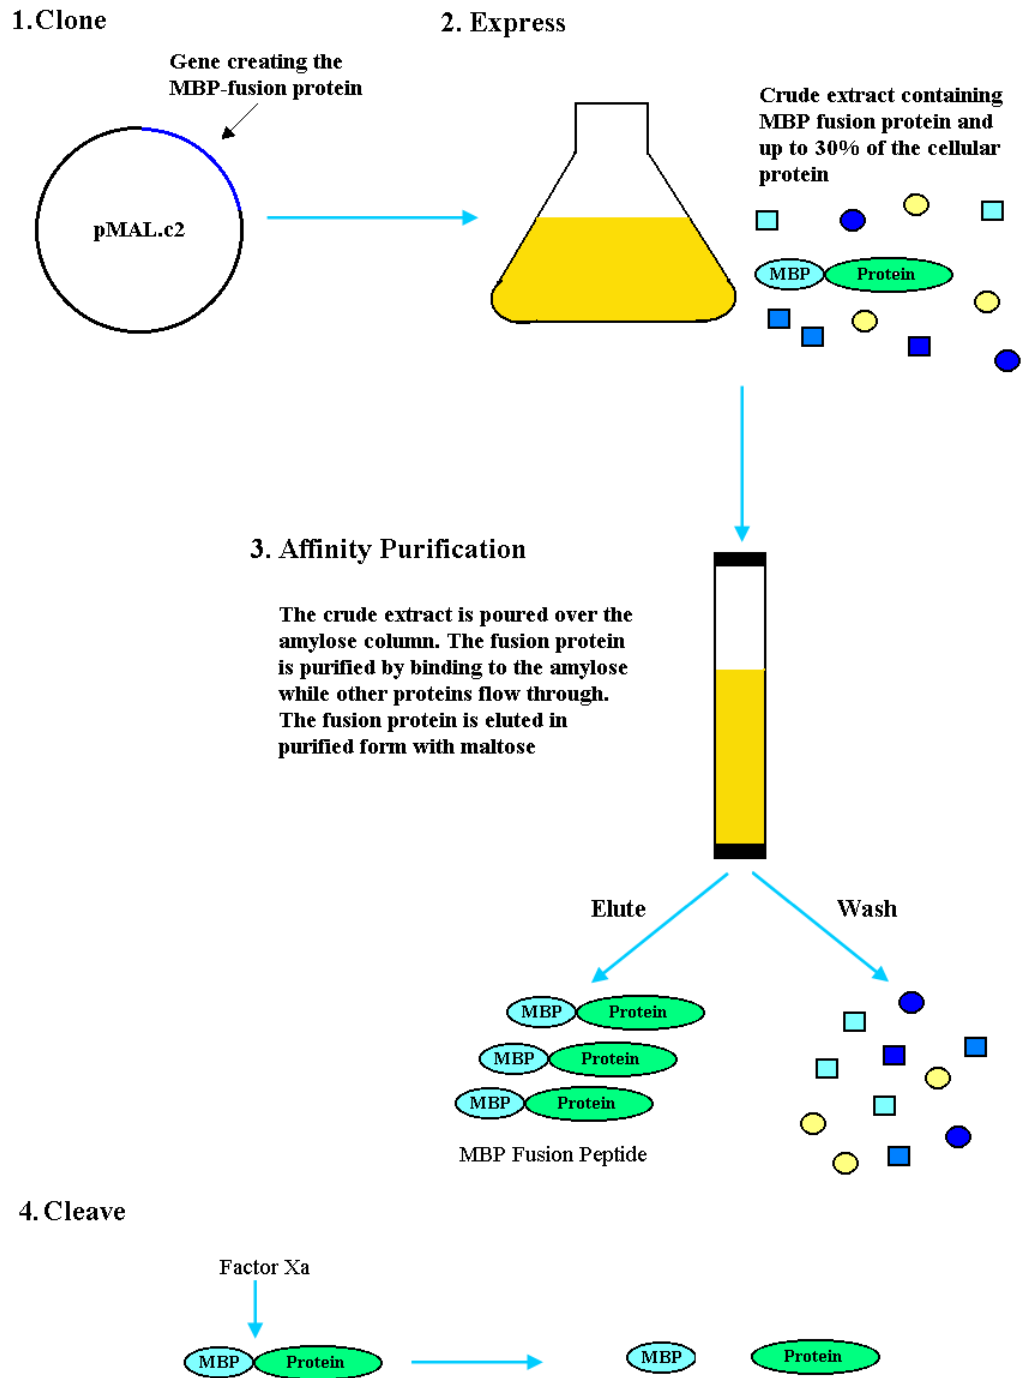 1.Clone
2. Express
Gene creating the
MBP-fusion protein
pMAL.c2
Crude extract containing
MBP fusion protein and
up to 30% of the cellular
protein
MBP Protein
3. Affinity Purification
The crude extract is poured over the
amylose column. The fusion protein
is purified by binding to the amylose
while other proteins flow through.
The fusion protein is eluted in
purified form with maltose
Elute
Wash
MBP Protein
MBP Protein
MBP Protein
MBP Fusion Peptide
4. Cleave
Factor Xa
MBP Protein
MBP Protein